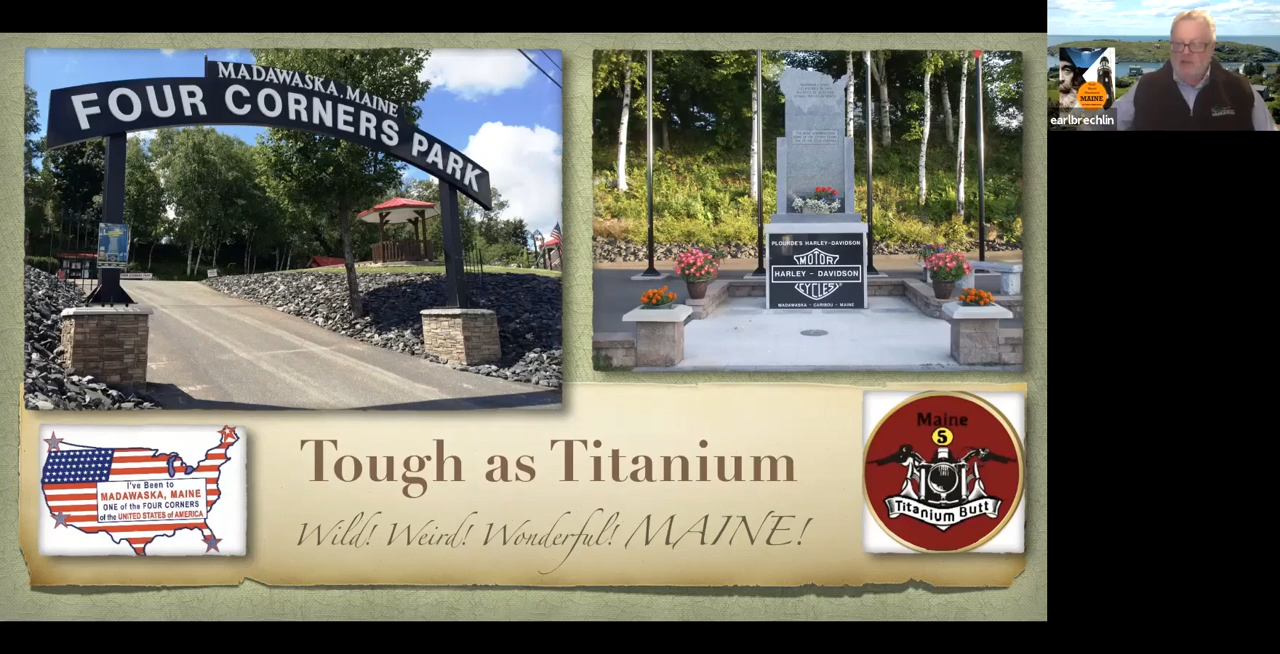 MADAWASKA, MAINE
FOUR CORNERS PARK
PLOURDE'S HARLEY-DAVIDSON
MOTOR
HARLEY - DAVIDSON
CYCLES
MADAWASKA - CARIBOU - MAINE
I've Been to
MADAWASKA, MAINE
ONE of the FOUR CORNERS
of the UNITED STATES of AMERICA
Tough as Titanium
Wild! Weird! Wonderful! MAINE!
Maine
5
Titanium Butt
MAINE
earlbrechlin